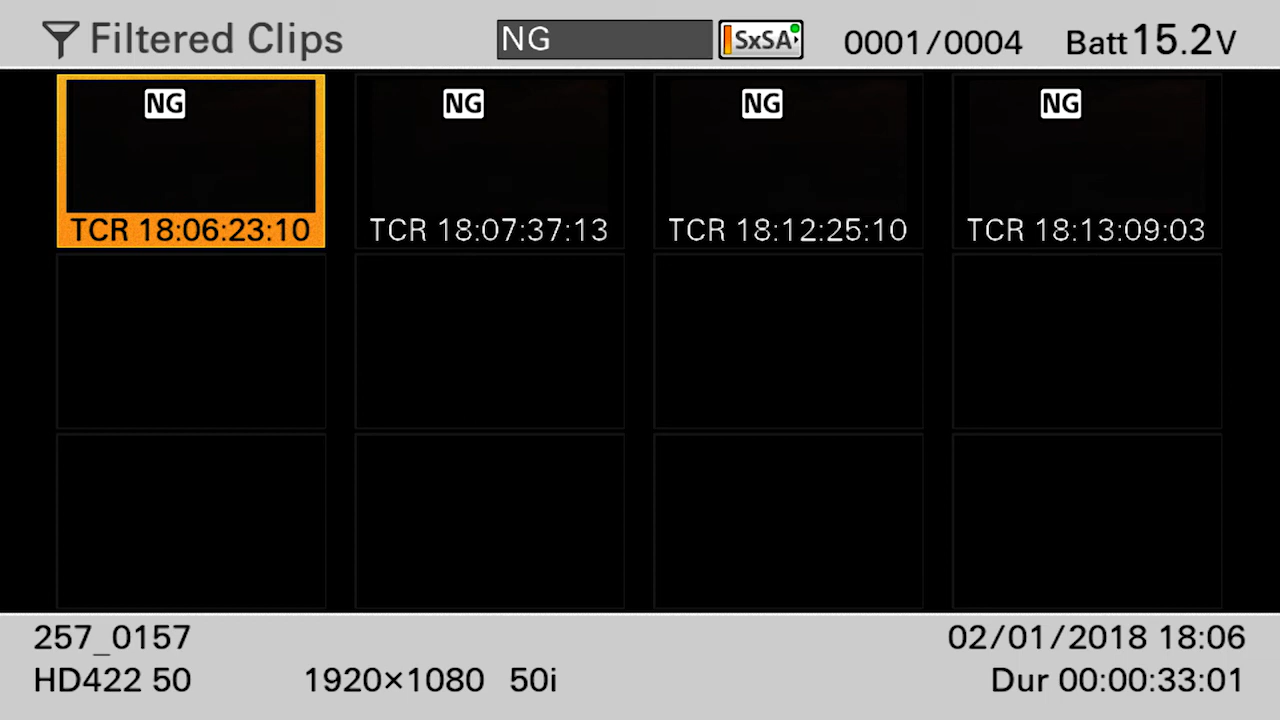 Filtered Clips NG SxSA 0001/0004 Batt 15.2V
NG NG NG NG
TCR 18:06:23:10 TCR 18:07:37:13 TCR 18:12:25:10 TCR 18:13:09:03
257_0157 02/01/2018 18:06
HD422 50 1920×1080 50i Dur 00:00:33:01